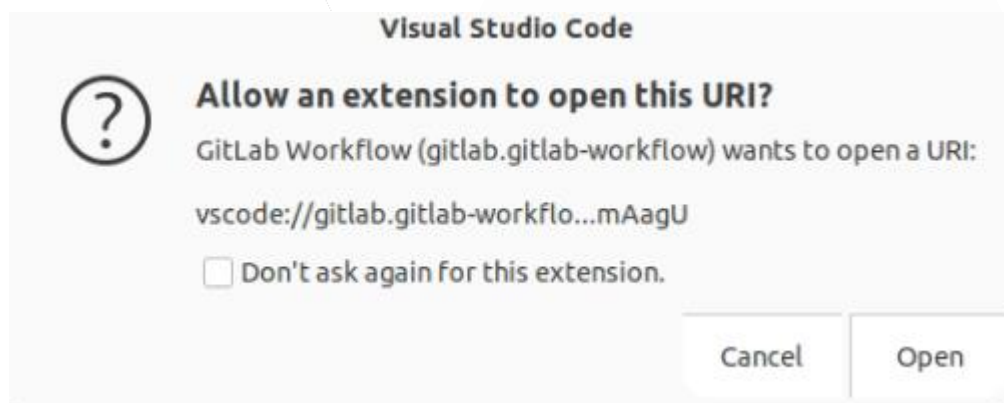 Visual Studio Code
?
Allow an extension to open this URI?
GitLab Workflow (gitlab.gitlab-workflow) wants to open a URI:
vscode://gitlab.gitlab-workflo...mAagU
Don't ask again for this extension.
Cancel Open